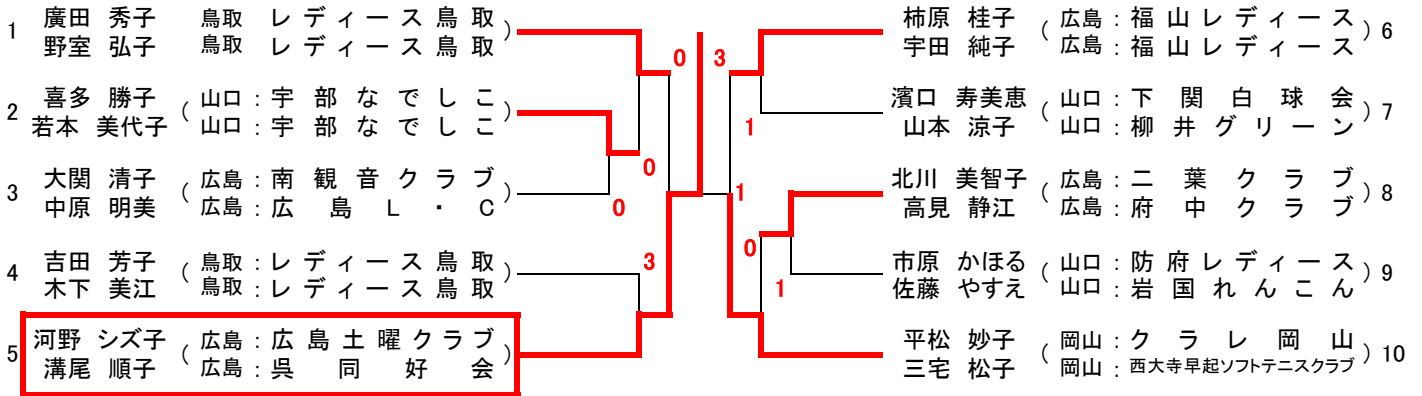 1 廣田 秀子 鳥取 レディース鳥取 )
野室 弘子 鳥取 レディース鳥取
2 喜多 勝子 ( 山口 : 宇部なでしこ )
若本 美代子 山口 : 宇部なでしこ
3 大関 清子 ( 広島 : 南観音クラブ )
中原 明美 広島 : 広島L・C
4 吉田 芳子 ( 鳥取 : レディース鳥取 )
木下 美江 鳥取 : レディース鳥取
5 河野 シズ子 ( 広島 : 広島土曜クラブ )
溝尾 順子 広島 : 呉同好会
0 3
0
0
3
1
1
0
1
柿原 桂子 ( 広島 : 福山レディース ) 6
宇田 純子 広島 : 福山レディース
濱口 寿美恵 ( 山口 : 下関白球会 ) 7
山本 涼子 山口 : 柳井グリーン
北川 美智子 ( 広島 : 二葉クラブ ) 8
高見 静江 広島 : 府中クラブ
市原 かほる ( 山口 : 防府レディース ) 9
佐藤 やすえ 山口 : 岩国れんこん
平松 妙子 ( 岡山 : クラレ岡山 ) 10
三宅 松子 岡山 : 西大寺早起ソフトテニスクラブ